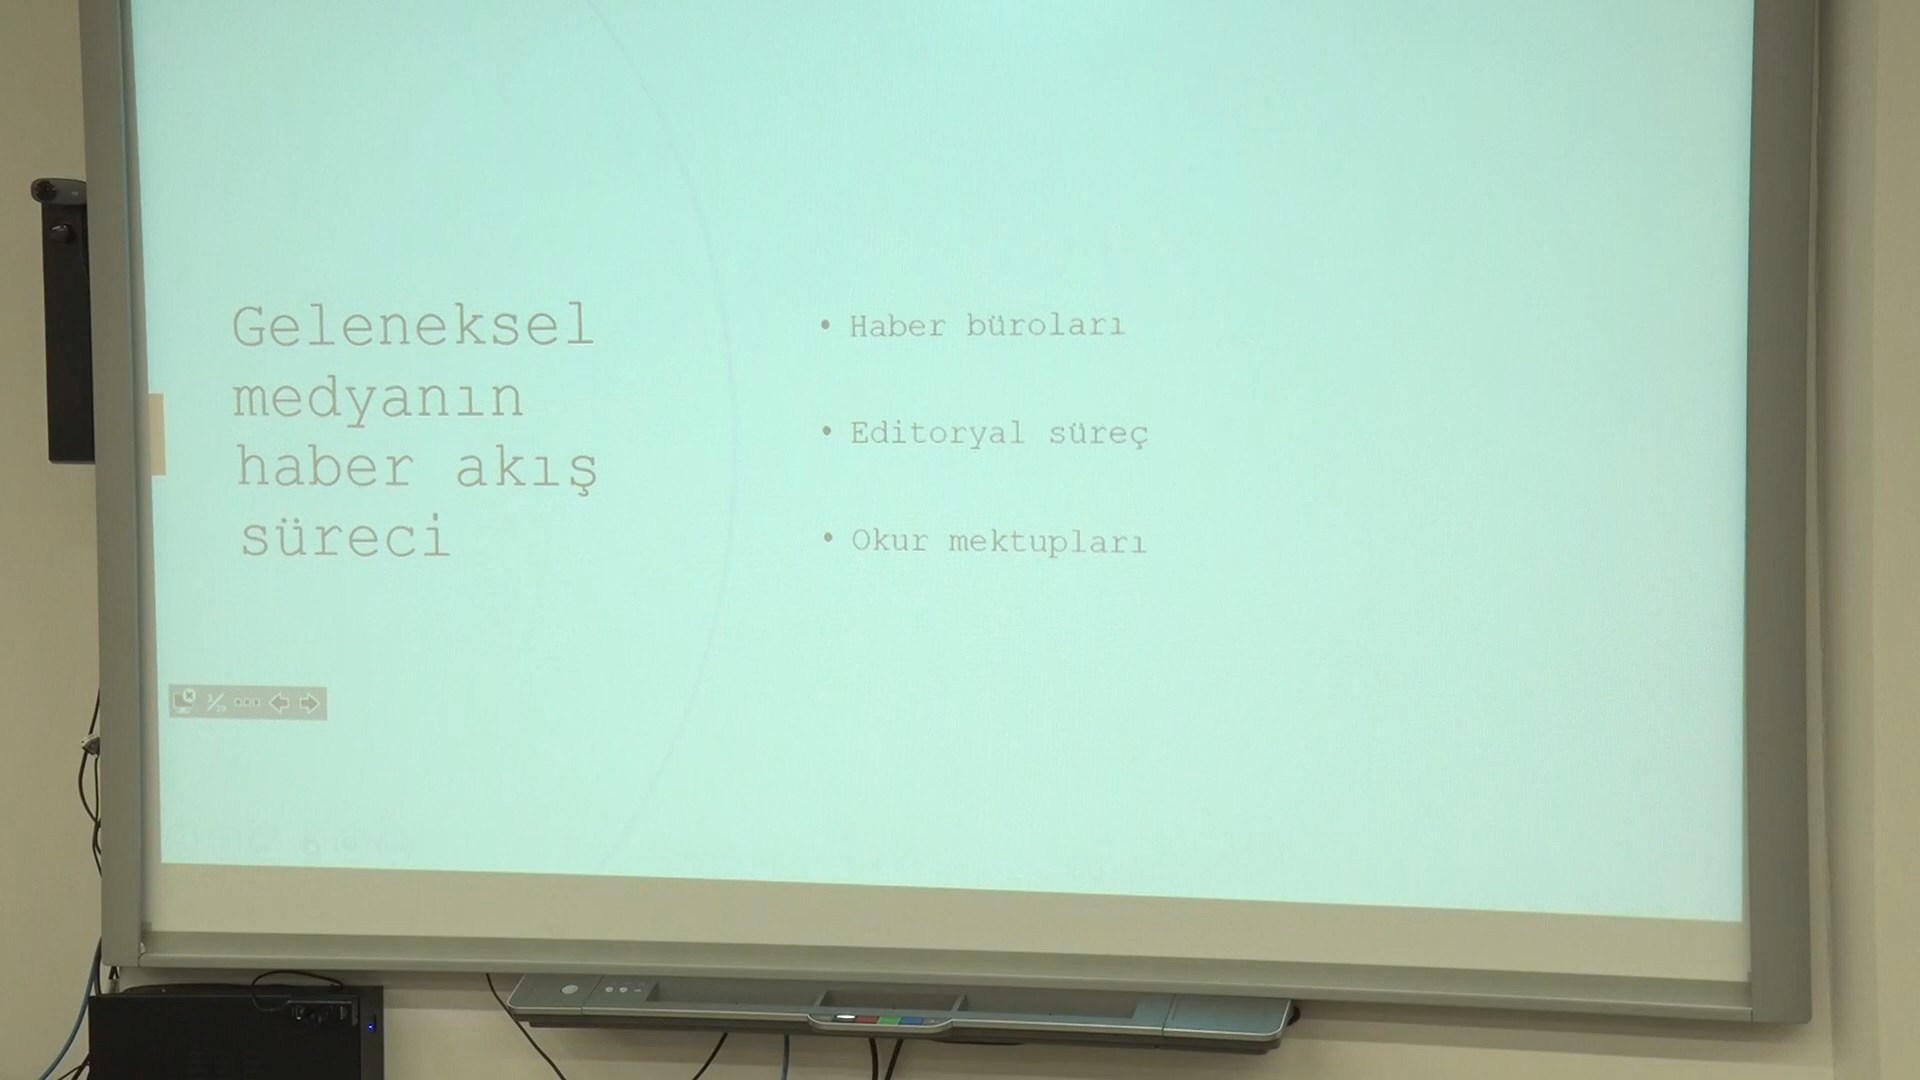 Geleneksel
medyanın
haber akış
süreci
• Haber büroları
• Editoryal süreç
• Okur mektupları